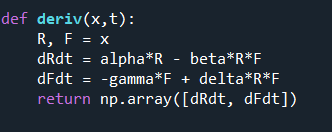 def deriv(x,t):
    R, F = x
    dRdt = alpha*R - beta*R*F
    dFdt = -gamma*F + delta*R*F
    return np.array([dRdt, dFdt])